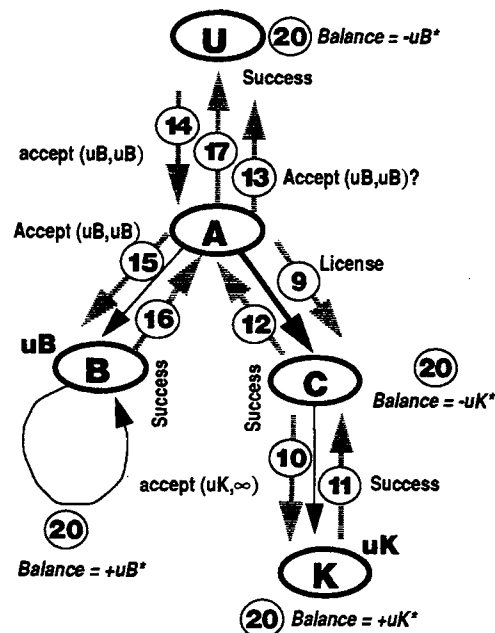 U
20 Balance = -uB*
Success
14
accept (uB,uB)
17
13
Accept (uB,uB)?
A
Accept (uB,uB)
15
9
License
16
12
uB
B
Success
C
Success
20
Balance = -uK*
10
accept (uK,∞)
11
Success
20
Balance = +uB*
uK
K
20 Balance = +uK*